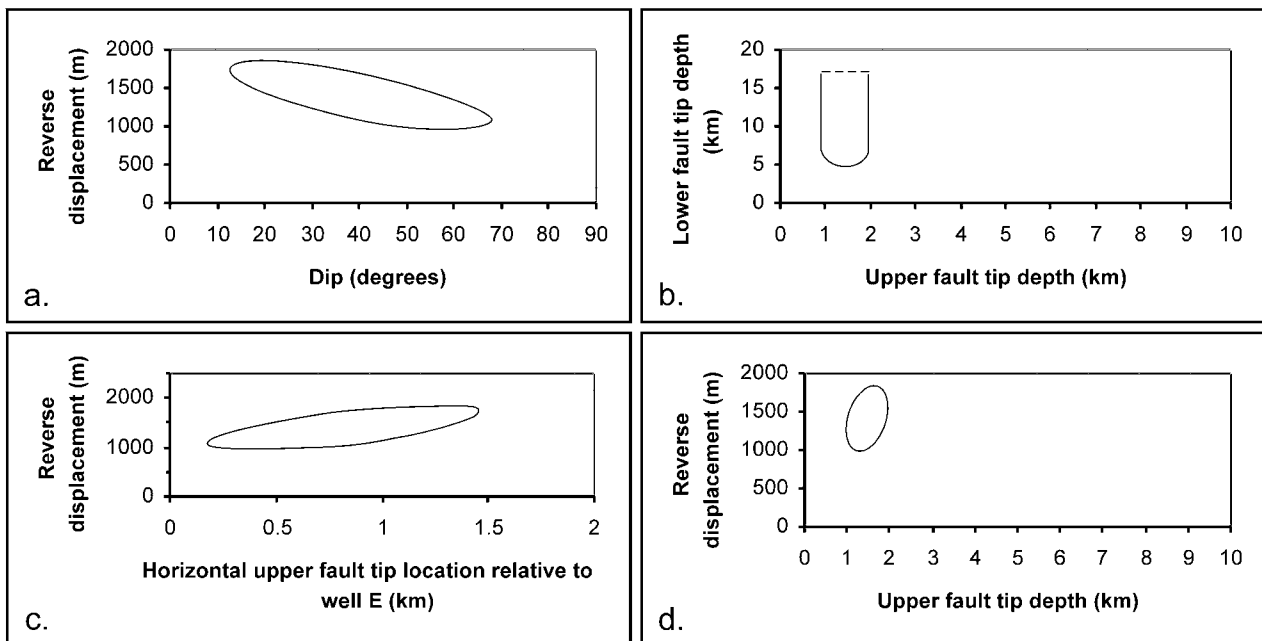 Reverse
displacement (m)
2000
1500
1000
500
0
0 10 20 30 40 50 60 70 80 90
Dip (degrees)
a.
Lower fault tip depth
(km)
20
15
10
5
0
0 1 2 3 4 5 6 7 8 9 10
Upper fault tip depth (km)
b.
Reverse
displacement (m)
2000
1000
0
0 0.5 1 1.5 2
Horizontal upper fault tip location relative to
well E (km)
c.
Reverse
displacement (m)
2000
1500
1000
500
0
0 1 2 3 4 5 6 7 8 9 10
Upper fault tip depth (km)
d.